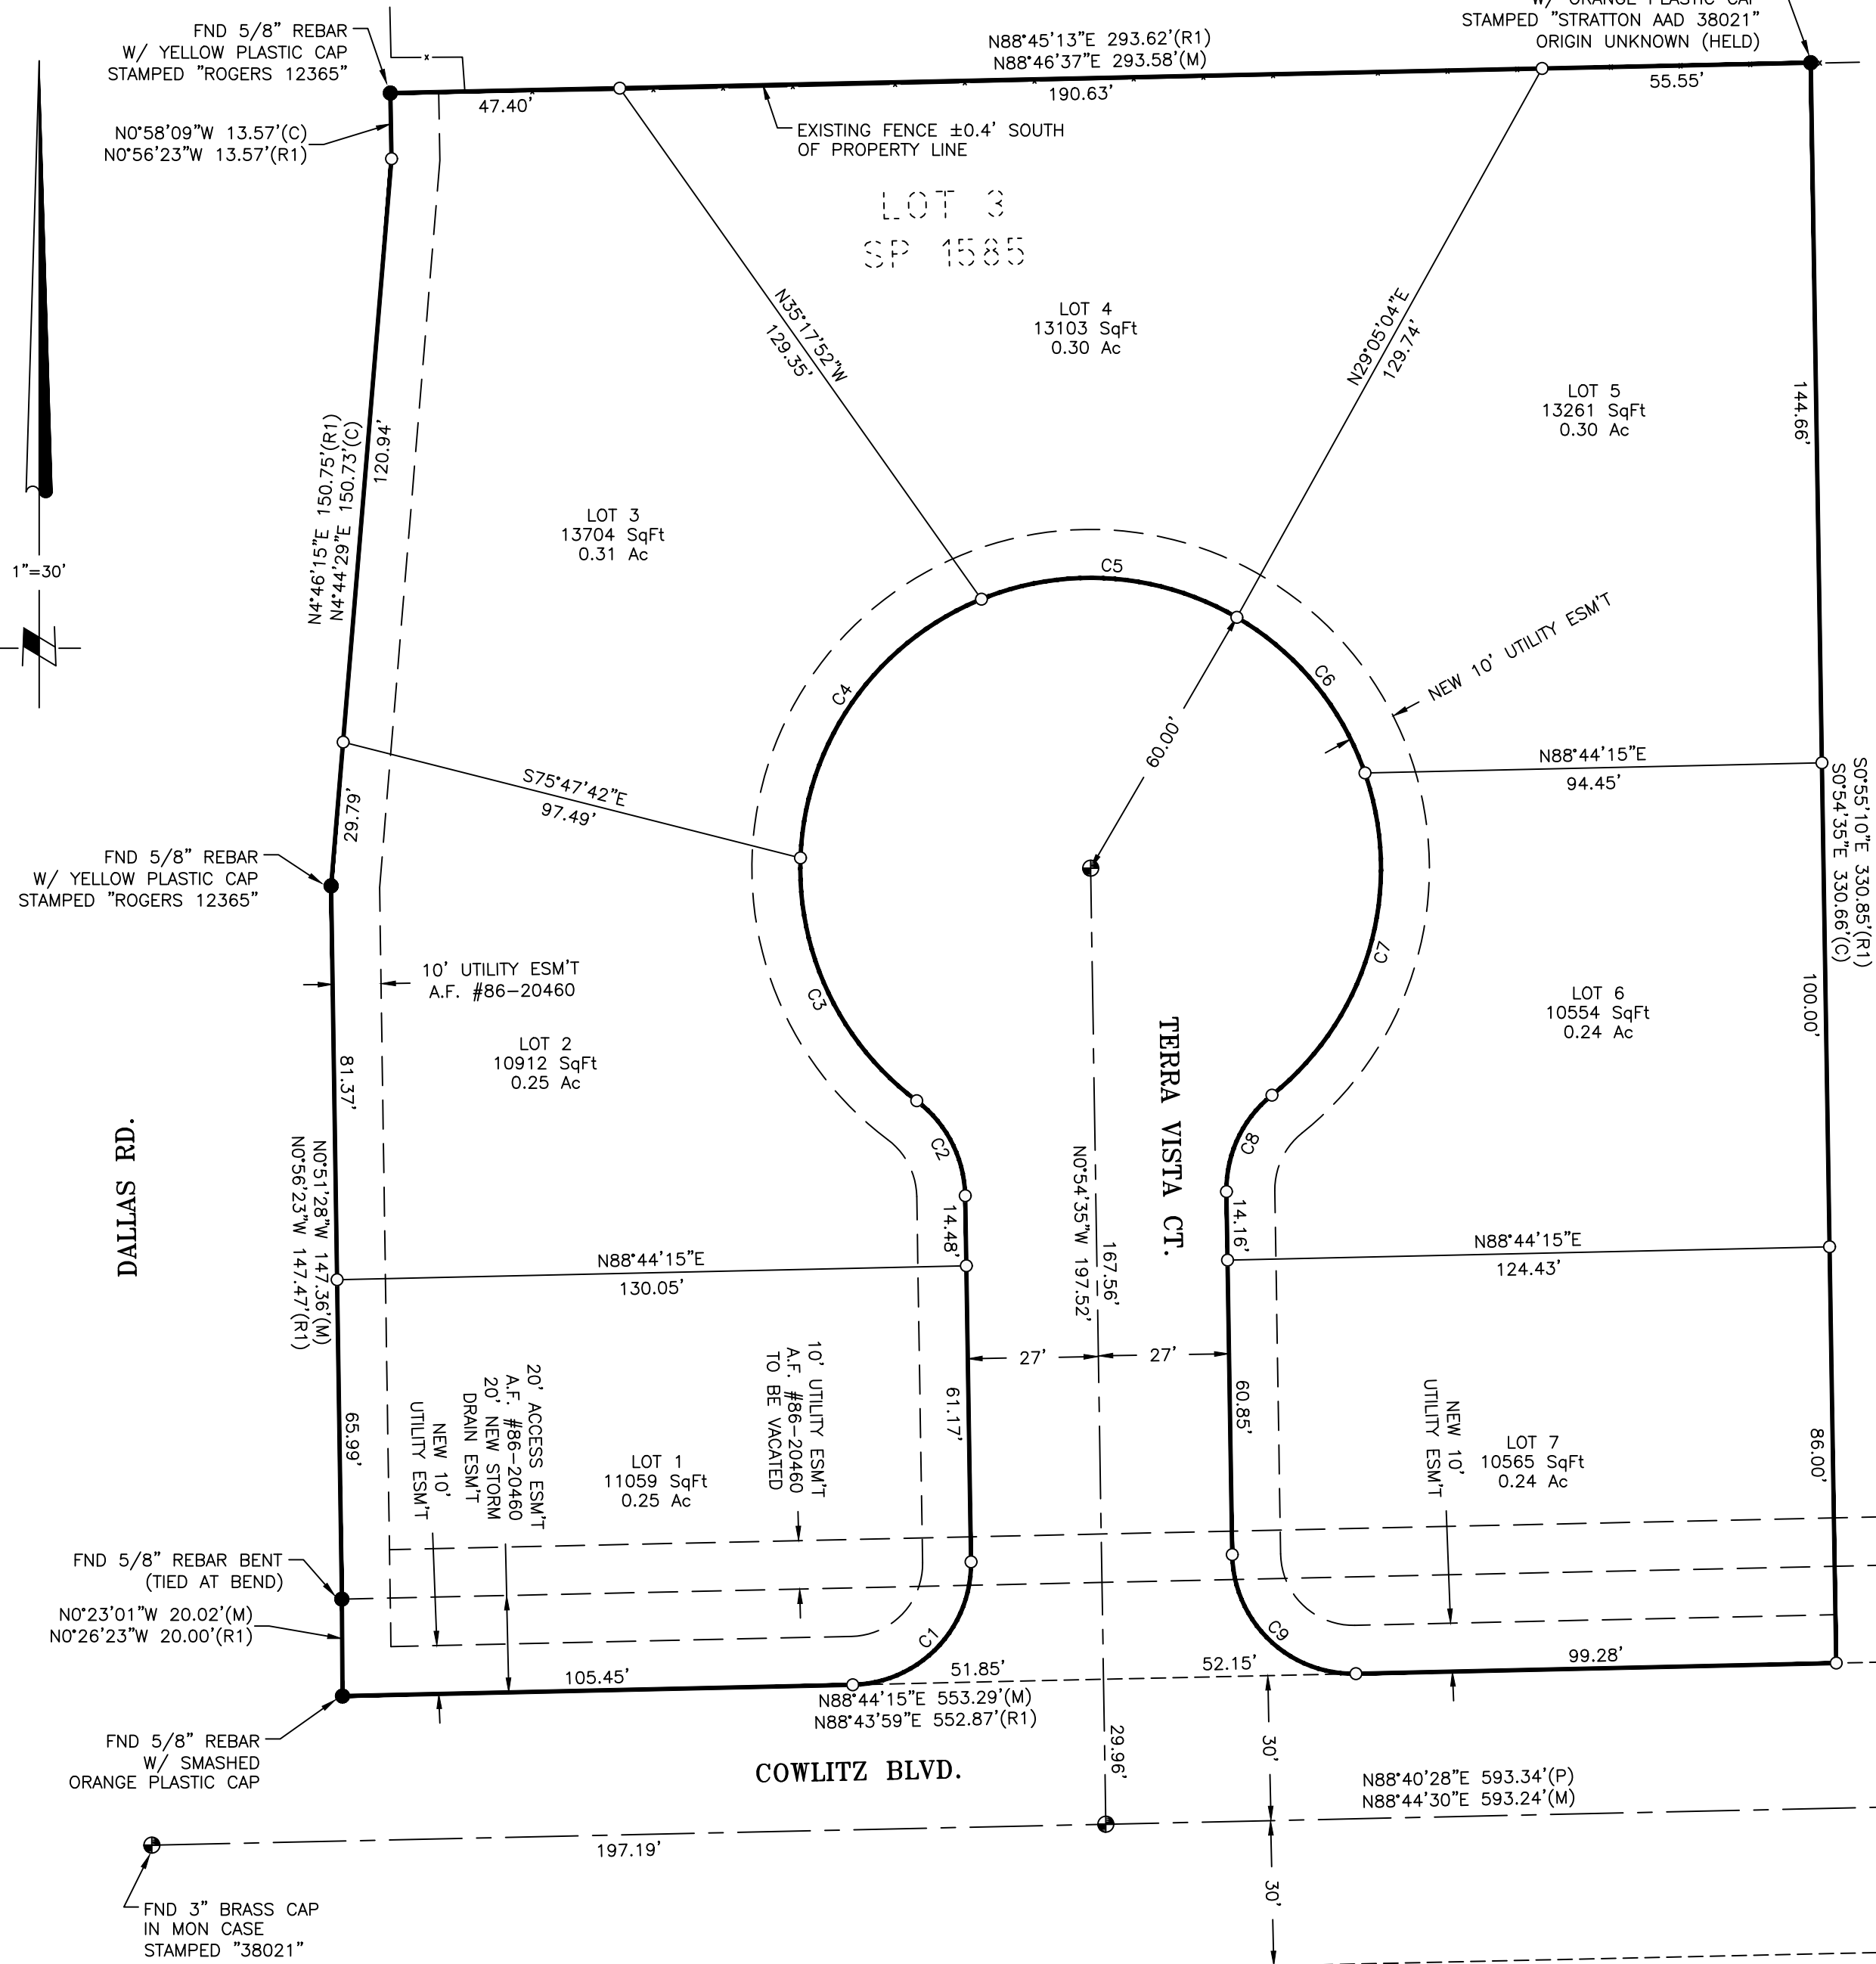 FND 5/8" REBAR
W/ YELLOW PLASTIC CAP
STAMPED "ROGERS 12365"
N88°45'13"E 293.62'(R1)
N88°46'37"E 293.58'(M)
W/ ORANGE PLASTIC CAP
STAMPED "STRATTON AAD 38021"
ORIGIN UNKNOWN (HELD)
47.40'
190.63'
55.55'
N0°58'09"W 13.57'(C)
N0°56'23"W 13.57'(R1)
EXISTING FENCE ±0.4' SOUTH
OF PROPERTY LINE
LOT 3
SP 1585
LOT 4
13103 SqFt
0.30 Ac
N35°17'52"W
129.35'
N29°05'04"E
129.74'
LOT 5
13261 SqFt
0.30 Ac
144.66'
N4°46'15"E 150.75'(R1)
N4°44'29"E 150.73'(C)
120.94'
LOT 3
13704 SqFt
0.31 Ac
1"=30'
C5
C4
C6
NEW 10' UTILITY ESM'T
60.00'
S75°47'42"E
97.49'
29.79'
N88°44'15"E
94.45'
S0°55'10"E 330.85'(R1)
S0°54'35"E 330.66'(C)
FND 5/8" REBAR
W/ YELLOW PLASTIC CAP
STAMPED "ROGERS 12365"
10' UTILITY ESM'T
A.F. #86-20460
C3
C7
LOT 6
10554 SqFt
0.24 Ac
100.00'
LOT 2
10912 SqFt
0.25 Ac
81.37'
TERRA VISTA CT.
C2
C8
DALLAS RD.
N0°51'28"W 147.36'(M)
N0°56'23"W 147.47'(R1)
14.48'
14.16'
N0°54'35"W 197.52'
167.56'
N88°44'15"E
130.05'
N88°44'15"E
124.43'
27'
27'
65.99'
NEW 10'
UTILITY ESM'T
20' ACCESS ESM'T
A.F. #86-20460
20' NEW STORM
DRAIN ESM'T
10' UTILITY ESM'T
A.F. #86-20460
TO BE VACATED
61.17'
60.85'
NEW 10'
UTILITY ESM'T
LOT 1
11059 SqFt
0.25 Ac
LOT 7
10565 SqFt
0.24 Ac
86.00'
FND 5/8" REBAR BENT
(TIED AT BEND)
N0°23'01"W 20.02'(M)
N0°26'23"W 20.00'(R1)
C1
C9
105.45'
51.85'
52.15'
99.28'
N88°44'15"E 553.29'(M)
N88°43'59"E 552.87'(R1)
FND 5/8" REBAR
W/ SMASHED
ORANGE PLASTIC CAP
COWLITZ BLVD.
29.96'
30'
N88°40'28"E 593.34'(P)
N88°44'30"E 593.24'(M)
197.19'
30'
FND 3" BRASS CAP
IN MON CASE
STAMPED "38021"